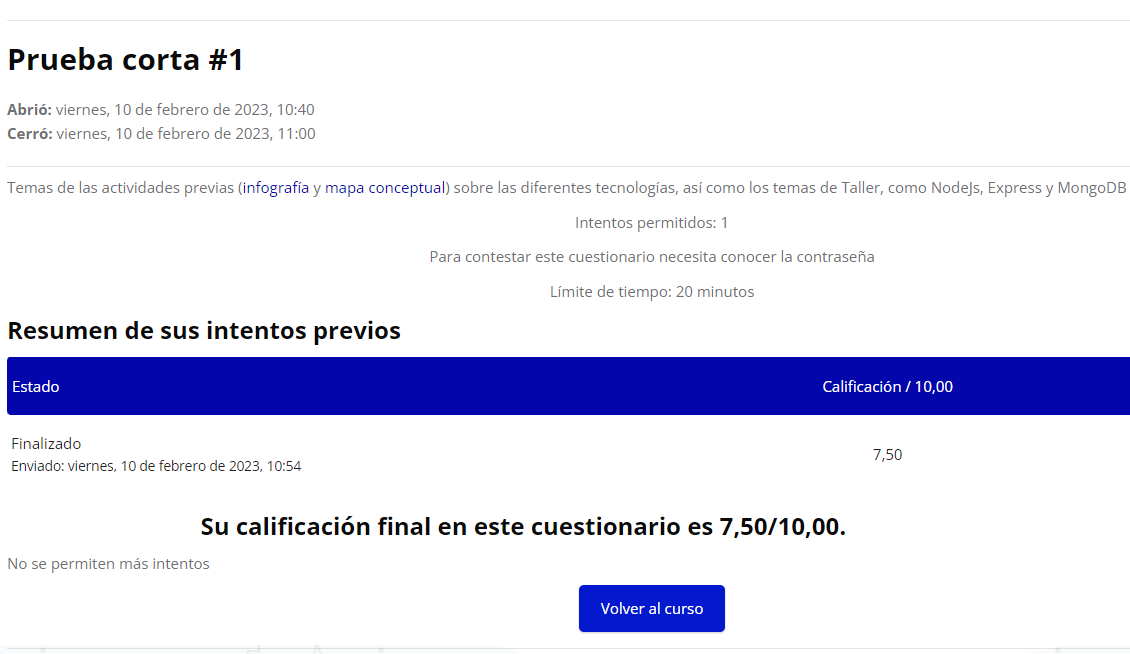 Prueba corta #1
Abrió: viernes, 10 de febrero de 2023, 10:40
Cerró: viernes, 10 de febrero de 2023, 11:00
Temas de las actividades previas (infografía y mapa conceptual) sobre las diferentes tecnologías, así como los temas de Taller, como NodeJs, Express y MongoDB
Intentos permitidos: 1
Para contestar este cuestionario necesita conocer la contraseña
Límite de tiempo: 20 minutos
Resumen de sus intentos previos
Estado Calificación / 10,00
Finalizado
Enviado: viernes, 10 de febrero de 2023, 10:54
7,50
Su calificación final en este cuestionario es 7,50/10,00.
No se permiten más intentos
Volver al curso